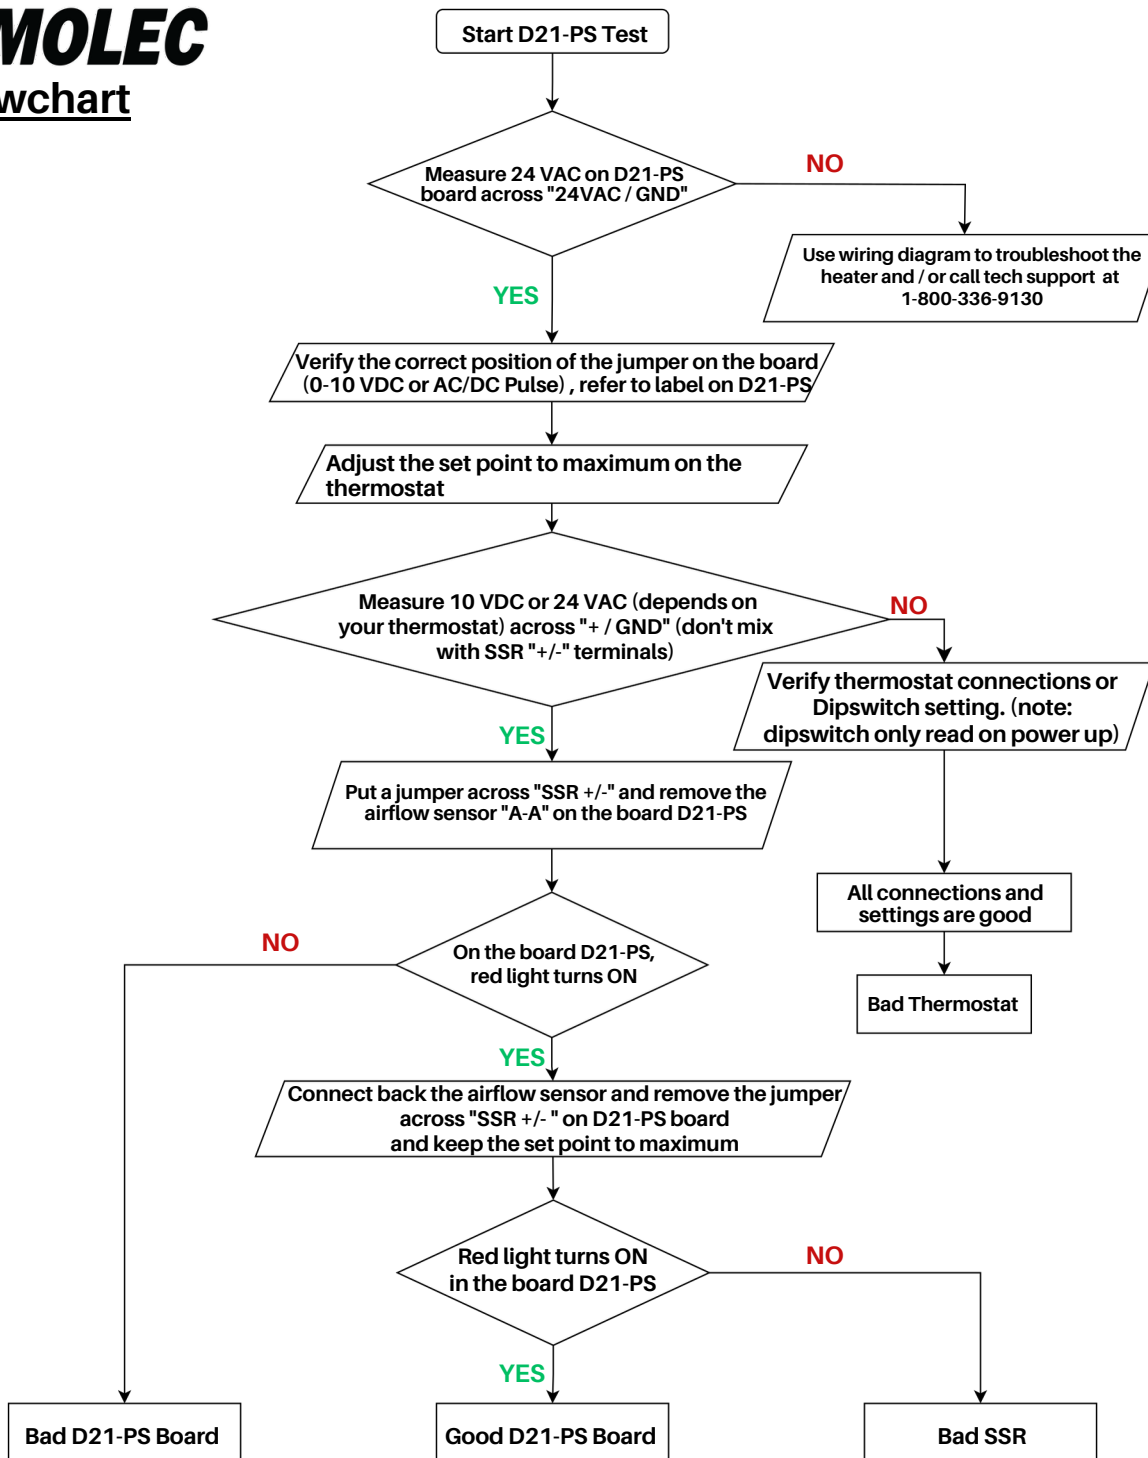 MOLEC
wchart
Start D21-PS Test
Measure 24 VAC on D21-PS
board across "24VAC / GND"
NO
Use wiring diagram to troubleshoot the
heater and / or call tech support at
1-800-336-9130
YES
Verify the correct position of the jumper on the board
(0-10 VDC or AC/DC Pulse) , refer to label on D21-PS
Adjust the set point to maximum on the
thermostat
Measure 10 VDC or 24 VAC (depends on
your thermostat) across "+ / GND" (don't mix
with SSR "+/-" terminals)
NO
Verify thermostat connections or
Dipswitch setting. (note:
dipswitch only read on power up)
YES
Put a jumper across "SSR +/-" and remove the
airflow sensor "A-A" on the board D21-PS
All connections and
settings are good
Bad Thermostat
On the board D21-PS,
red light turns ON
NO
YES
Connect back the airflow sensor and remove the jumper
across "SSR +/- " on D21-PS board
and keep the set point to maximum
Red light turns ON
in the board D21-PS
NO
YES
Bad D21-PS Board
Good D21-PS Board
Bad SSR